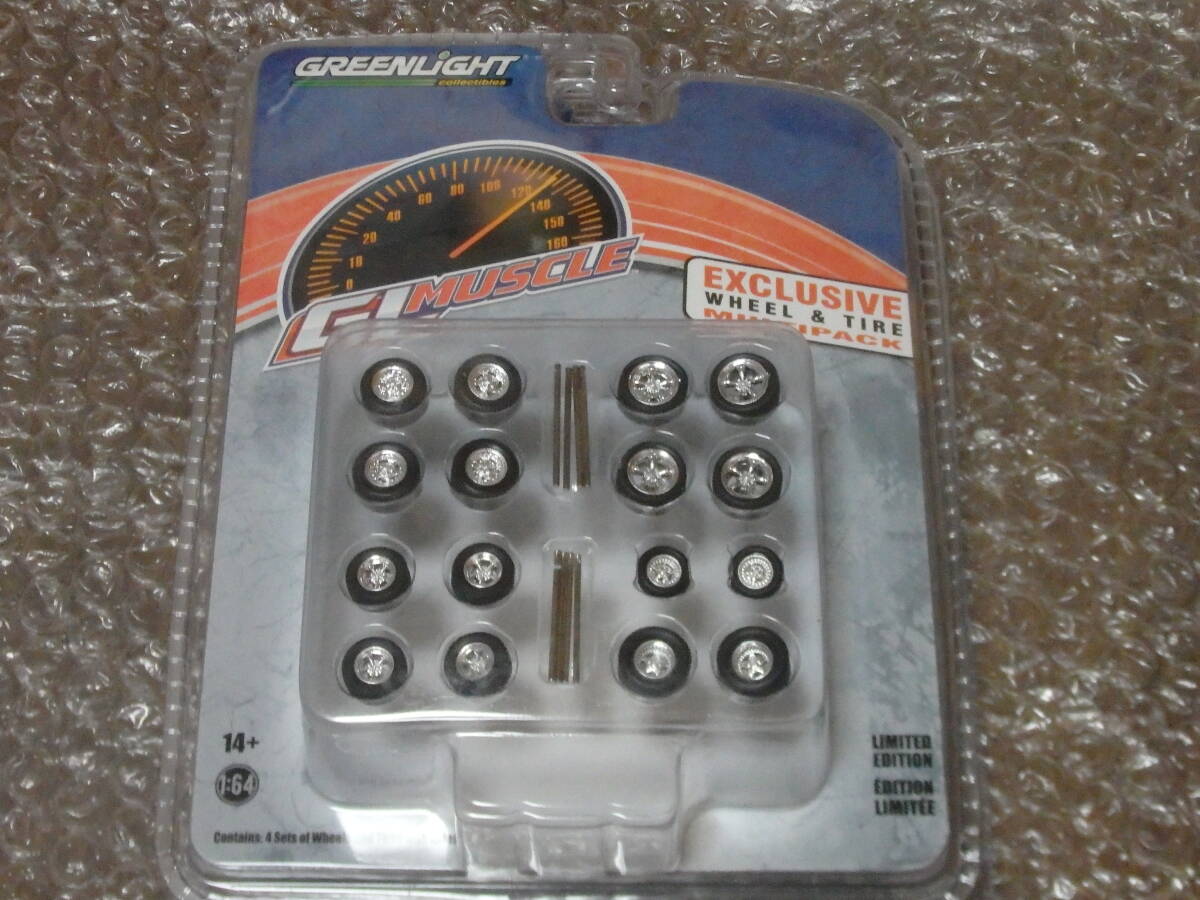 GREENLiGHT
collectibles
0
10
20
40
60
80
100
120
140
150
160
GL MUSCLE
EXCLUSIVE
WHEEL & TIRE
MULTIPACK
14+
1:64
LIMITED
EDITION
ÉDITION
LIMITÉE
Contains: 4 Sets of